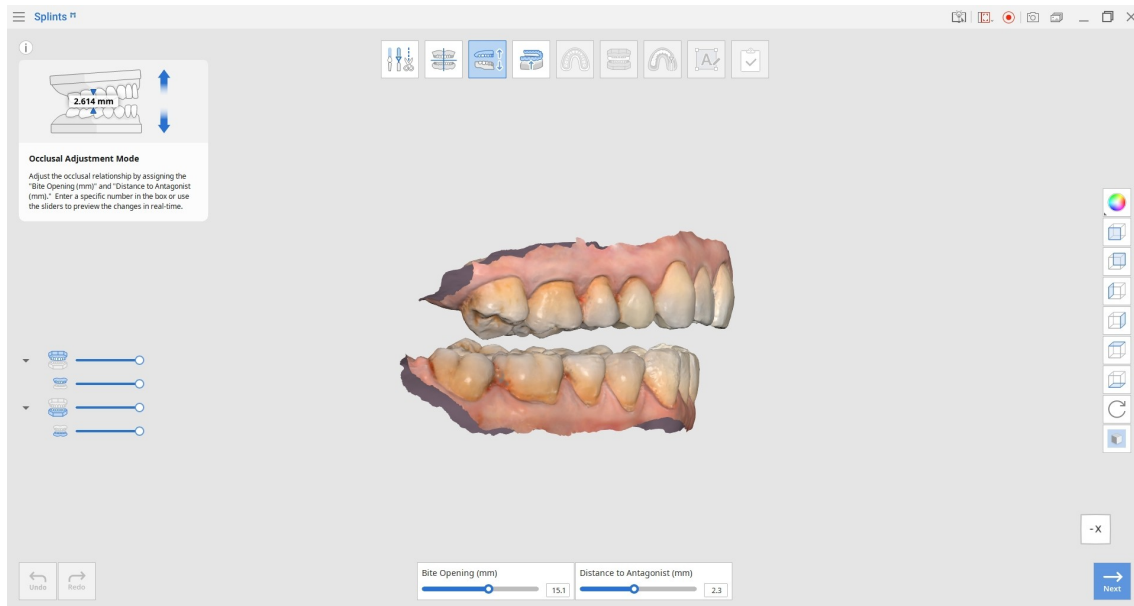 Splints
2.614 mm
Occlusal Adjustment Mode
Adjust the occlusal relationship by assigning the
"Bite Opening (mm)" and "Distance to Antagonist
(mm)." Enter a specific number in the box or use
the sliders to preview the changes in real-time.
A
- X
Undo
Redo
Bite Opening (mm)
15.1
Distance to Antagonist (mm)
2.3
Next